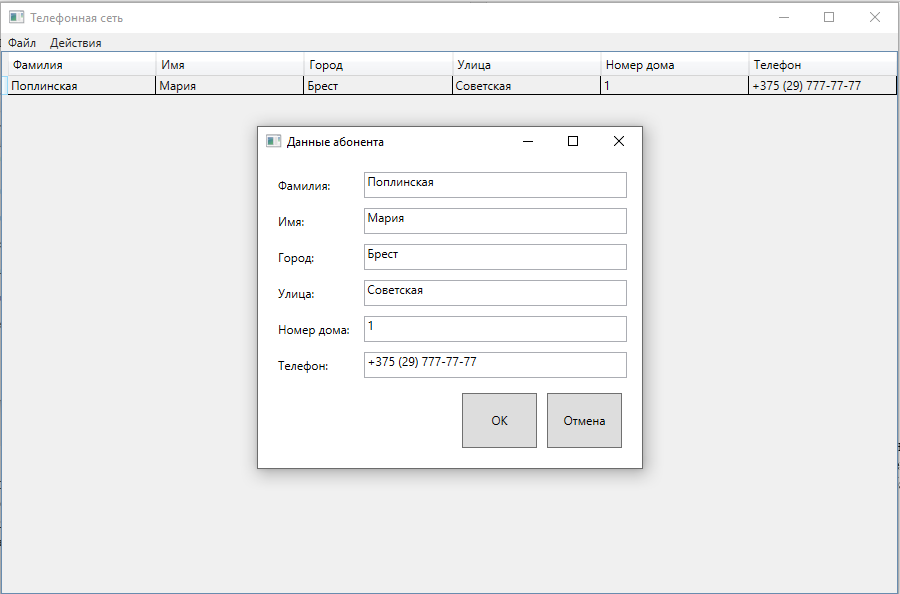 Телефонная сеть
Файл Действия
Фамилия Имя Город Улица Номер дома Телефон
Поплинская Мария Брест Советская 1 +375 (29) 777-77-77
Данные абонента
Фамилия: Поплинская
Имя: Мария
Город: Брест
Улица: Советская
Номер дома: 1
Телефон: +375 (29) 777-77-77
ОК Отмена